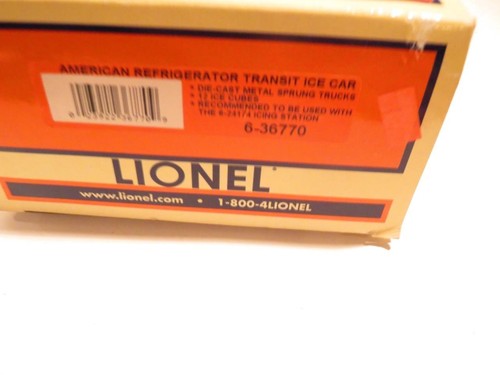 AMERICAN REFRIGERATOR TRANSIT ICE CAR
• DIE-CAST METAL SPRUNG TRUCKS
• 12 ICE CUBES
• RECOMMENDED TO BE USED WITH
THE 6-24174 ICING STATION
6-36770
LIONEL
www.lionel.com • 1-800-4LIONEL